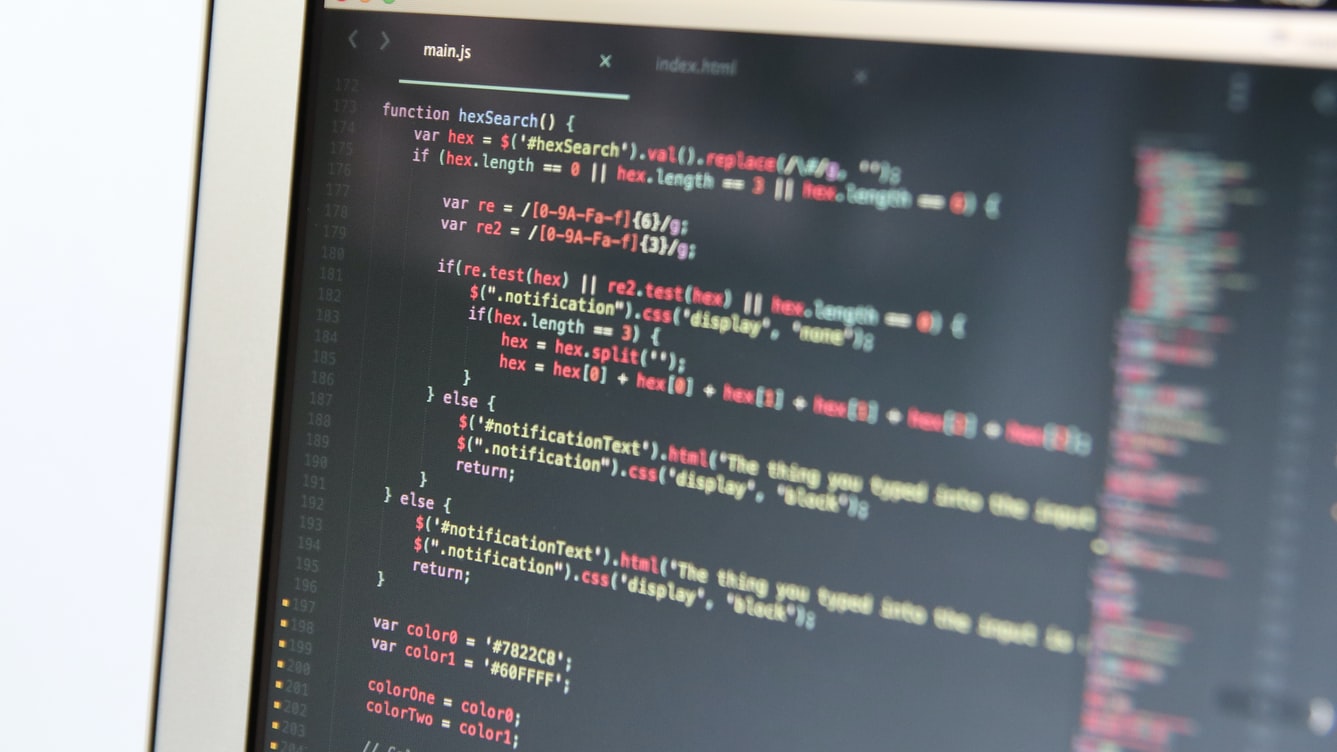 main.js
index.html
172
173 function hexSearch() {
174 var hex = $('#hexSearch').val().replace(/\#/g, '');
175 if (hex.length == 0 || hex.length == 3 || hex.length == 6) {
176
177 var re = /[0-9A-Fa-f]{6}/g;
178 var re2 = /[0-9A-Fa-f]{3}/g;
179
180 if(re.test(hex) || re2.test(hex) || hex.length == 0) {
181 $(".notification").css("display", "none");
182 if(hex.length == 3) {
183 hex = hex.split('');
184 hex = hex[0] + hex[0] + hex[1] + hex[1] + hex[2] + hex[2];
185 }
186 } else {
187 $('#notificationText').html("The thing you typed into the input
188 $(".notification").css("display", "block");
189 return;
190 }
191 } else {
192 $('#notificationText').html("The thing you typed into the input is
193 $(".notification").css("display", "block");
194 return;
195 }
196
197 var color0 = '#7822C8';
198 var color1 = '#60FFFF';
199
200 colorOne = color0;
201 colorTwo = color1;
202
203 //
204